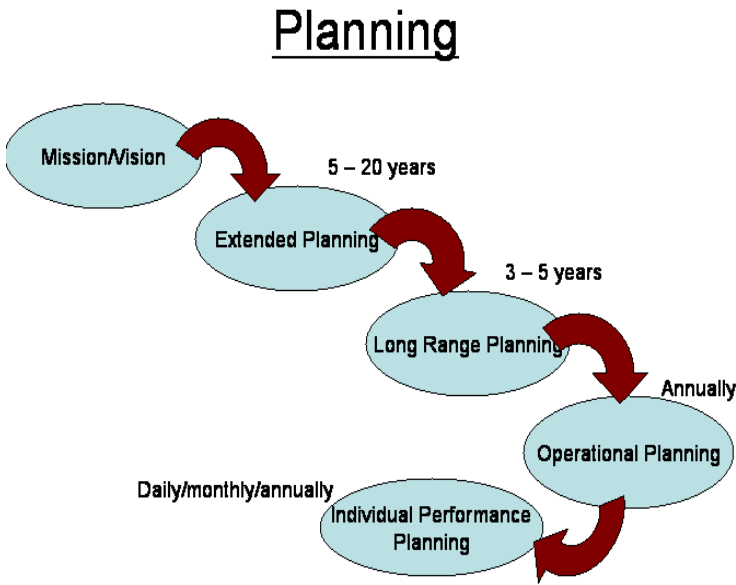 Planning
Mission/Vision
5 – 20 years
Extended Planning
3 – 5 years
Long Range Planning
Annually
Operational Planning
Daily/monthly/annually
Individual Performance
Planning